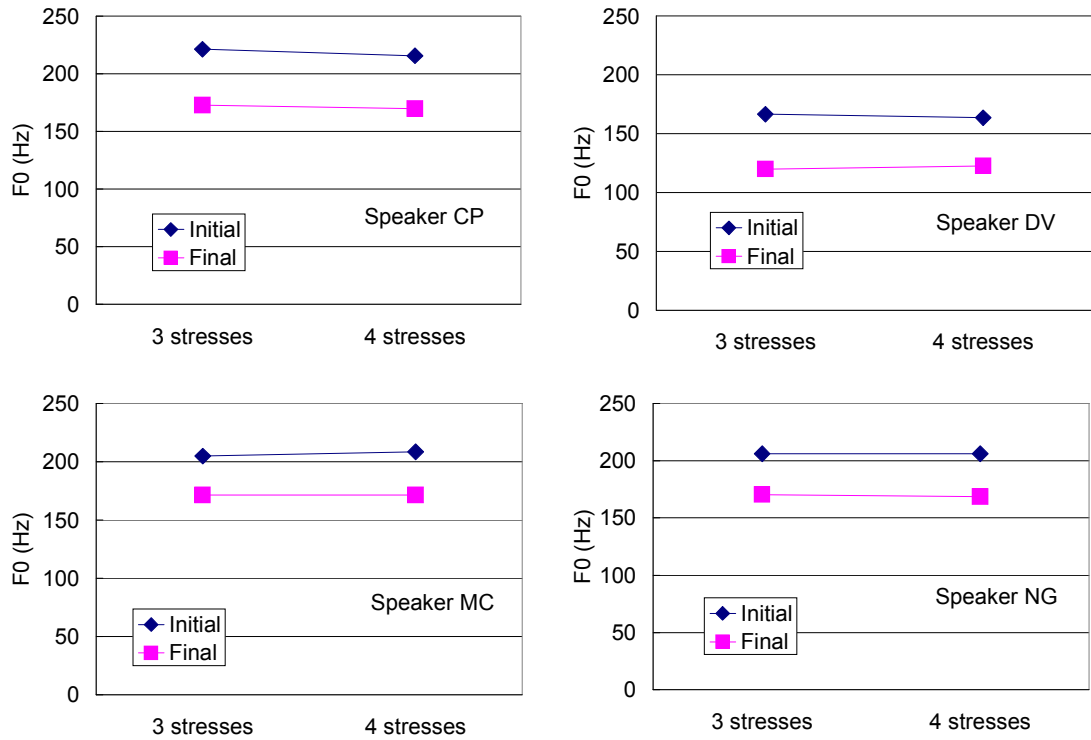 250
200
150
100
50
0
F0 (Hz)
Initial
Final
Speaker CP
3 stresses
4 stresses
250
200
150
100
50
0
F0 (Hz)
Initial
Final
Speaker DV
3 stresses
4 stresses
250
200
150
100
50
0
F0 (Hz)
Initial
Final
Speaker MC
3 stresses
4 stresses
250
200
150
100
50
0
F0 (Hz)
Initial
Final
Speaker NG
3 stresses
4 stresses